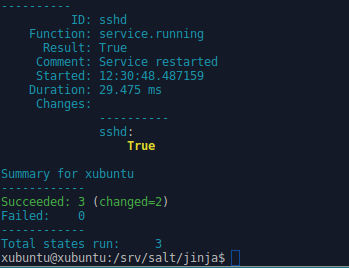 ----------
ID: sshd
Function: service.running
Result: True
Comment: Service restarted
Started: 12:30:48.487159
Duration: 29.475 ms
Changes:
----------
sshd:
True
Summary for xubuntu
------------
Succeeded: 3 (changed=2)
Failed: 0
------------
Total states run: 3
xubuntu@xubuntu:/srv/salt/jinja$